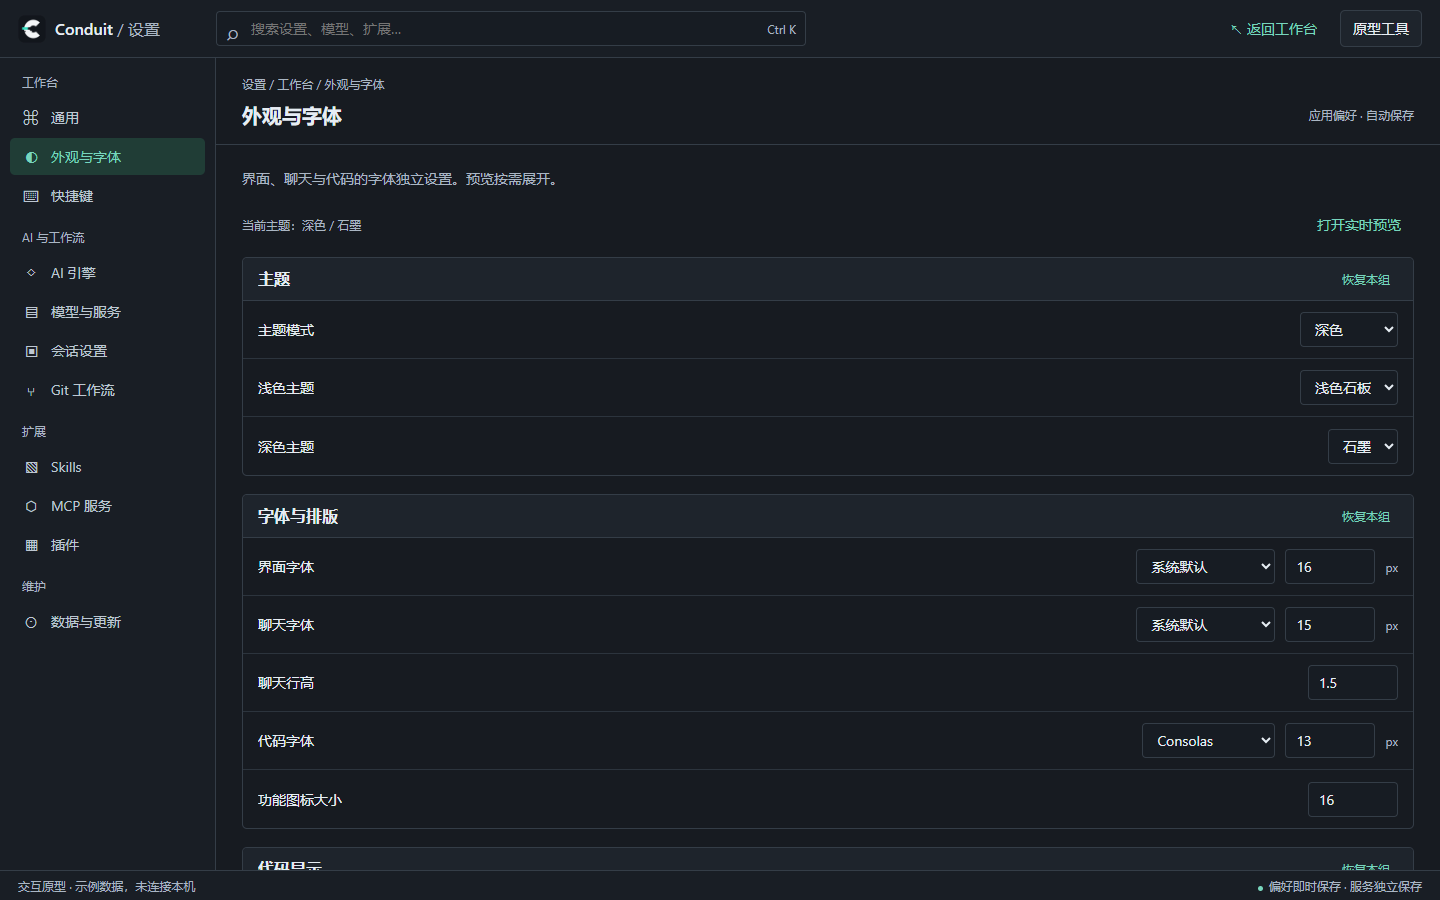 Conduit / 设置
搜索设置、模型、扩展...
Ctrl K
返回工作台
原型工具
工作台
通用
外观与字体
快捷键
AI 与工作流
AI 引擎
模型与服务
会话设置
Git 工作流
扩展
Skills
MCP 服务
插件
维护
数据与更新
设置 / 工作台 / 外观与字体
外观与字体
应用偏好 · 自动保存
界面、聊天与代码的字体独立设置。预览按需展开。
当前主题：深色 / 石墨
打开实时预览
主题
恢复本组
主题模式
深色
浅色主题
浅色石板
深色主题
石墨
字体与排版
恢复本组
界面字体
系统默认
16
px
聊天字体
系统默认
15
px
聊天行高
1.5
代码字体
Consolas
13
px
功能图标大小
16
代码显示
恢复本组
交互原型 · 示例数据，未连接本机
偏好即时保存 · 服务独立保存